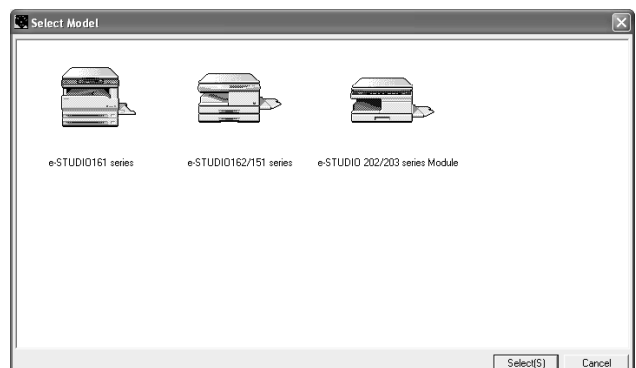 Select Model
e-STUDIO161 series
e-STUDIO162/151 series
e-STUDIO 202/203 series Module
Select(S)
Cancel